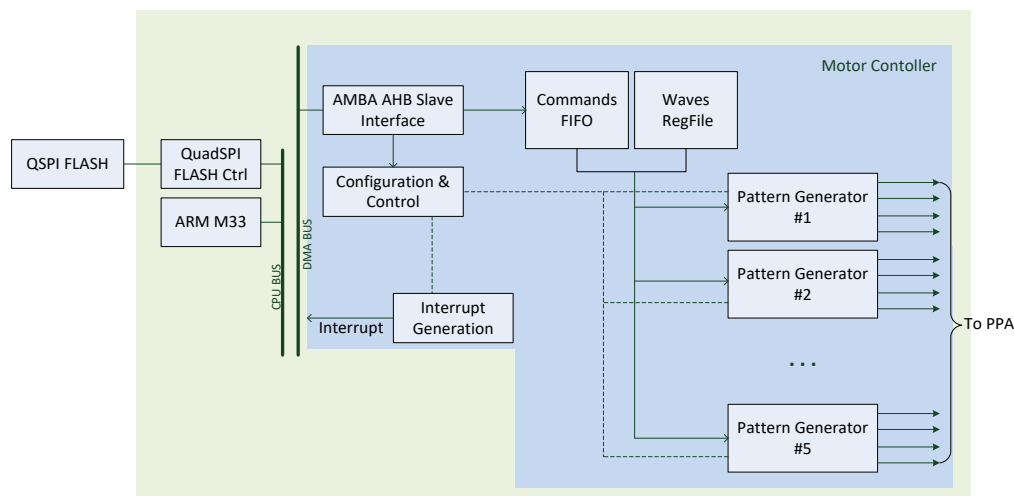 Motor Contoller
AMBA AHB Slave
Interface
Commands
FIFO
Waves
RegFile
QSPI FLASH
QuadSPI
FLASH Ctrl
Configuration &
Control
ARM M33
CPU BUS
DMA BUS
Pattern Generator
#1
Pattern Generator
#2
Interrupt
Generation
Interrupt
To PPA
...
Pattern Generator
#5